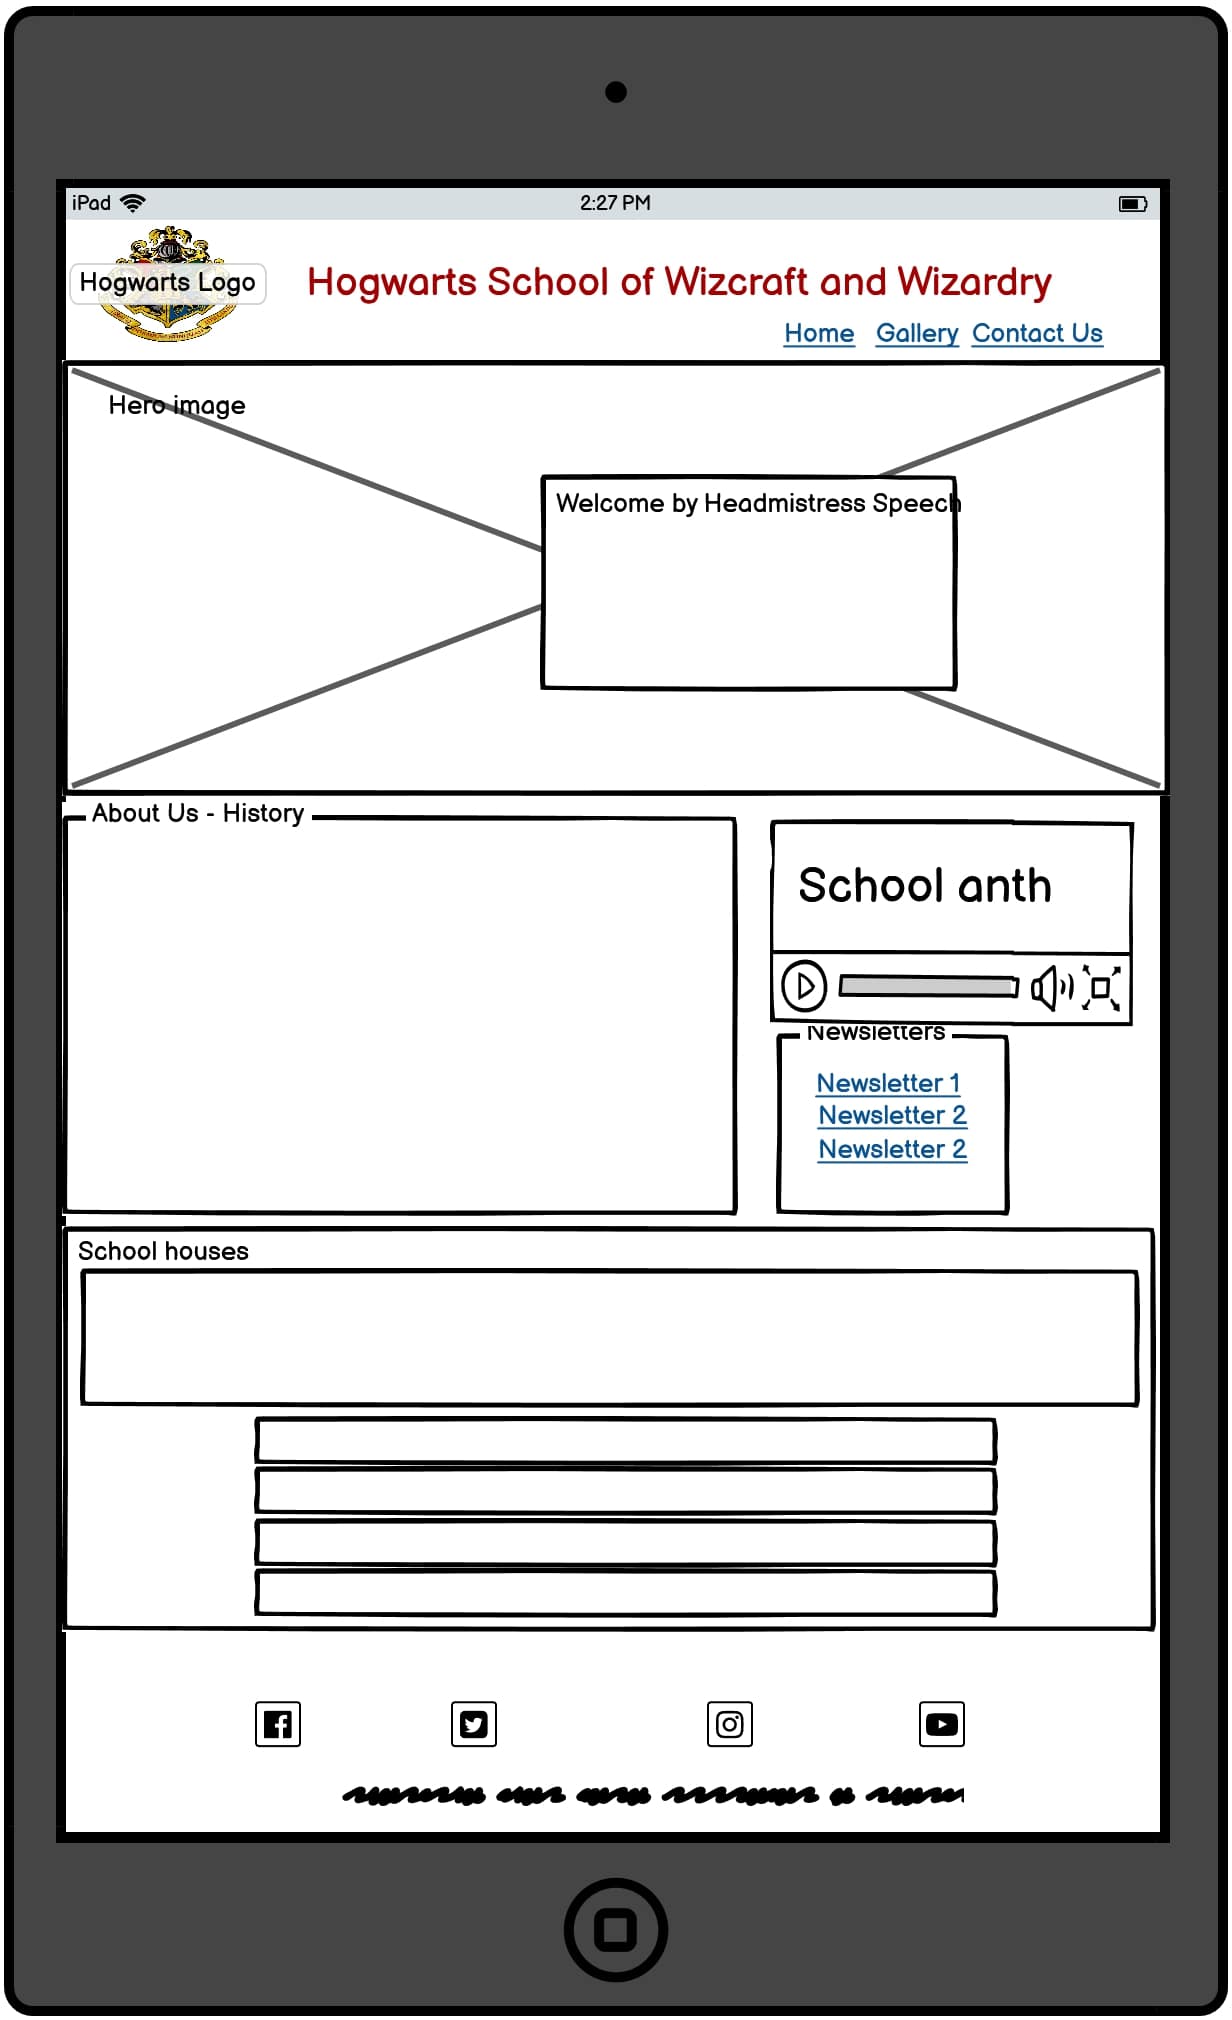 iPad 2:27 PM
Hogwarts Logo
Hogwarts School of Wizcraft and Wizardry
Home Gallery Contact Us
Hero image
Welcome by Headmistress Speech
About Us - History
School anth
Newsletters
Newsletter 1
Newsletter 2
Newsletter 2
School houses